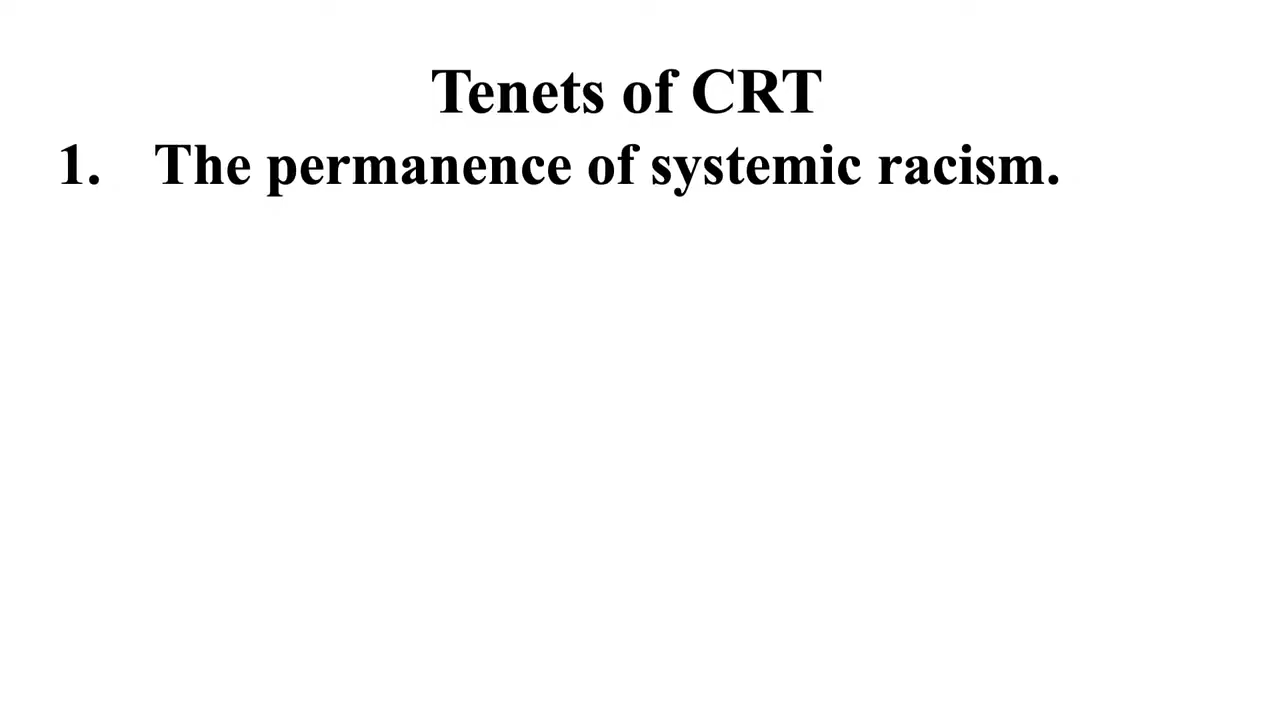 Tenets of CRT
1. The permanence of systemic racism.